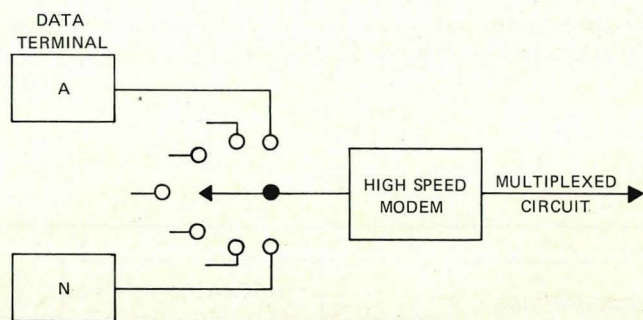 DATA
TERMINAL
A
HIGH SPEED
MODEM
MULTIPLEXED
CIRCUIT
N